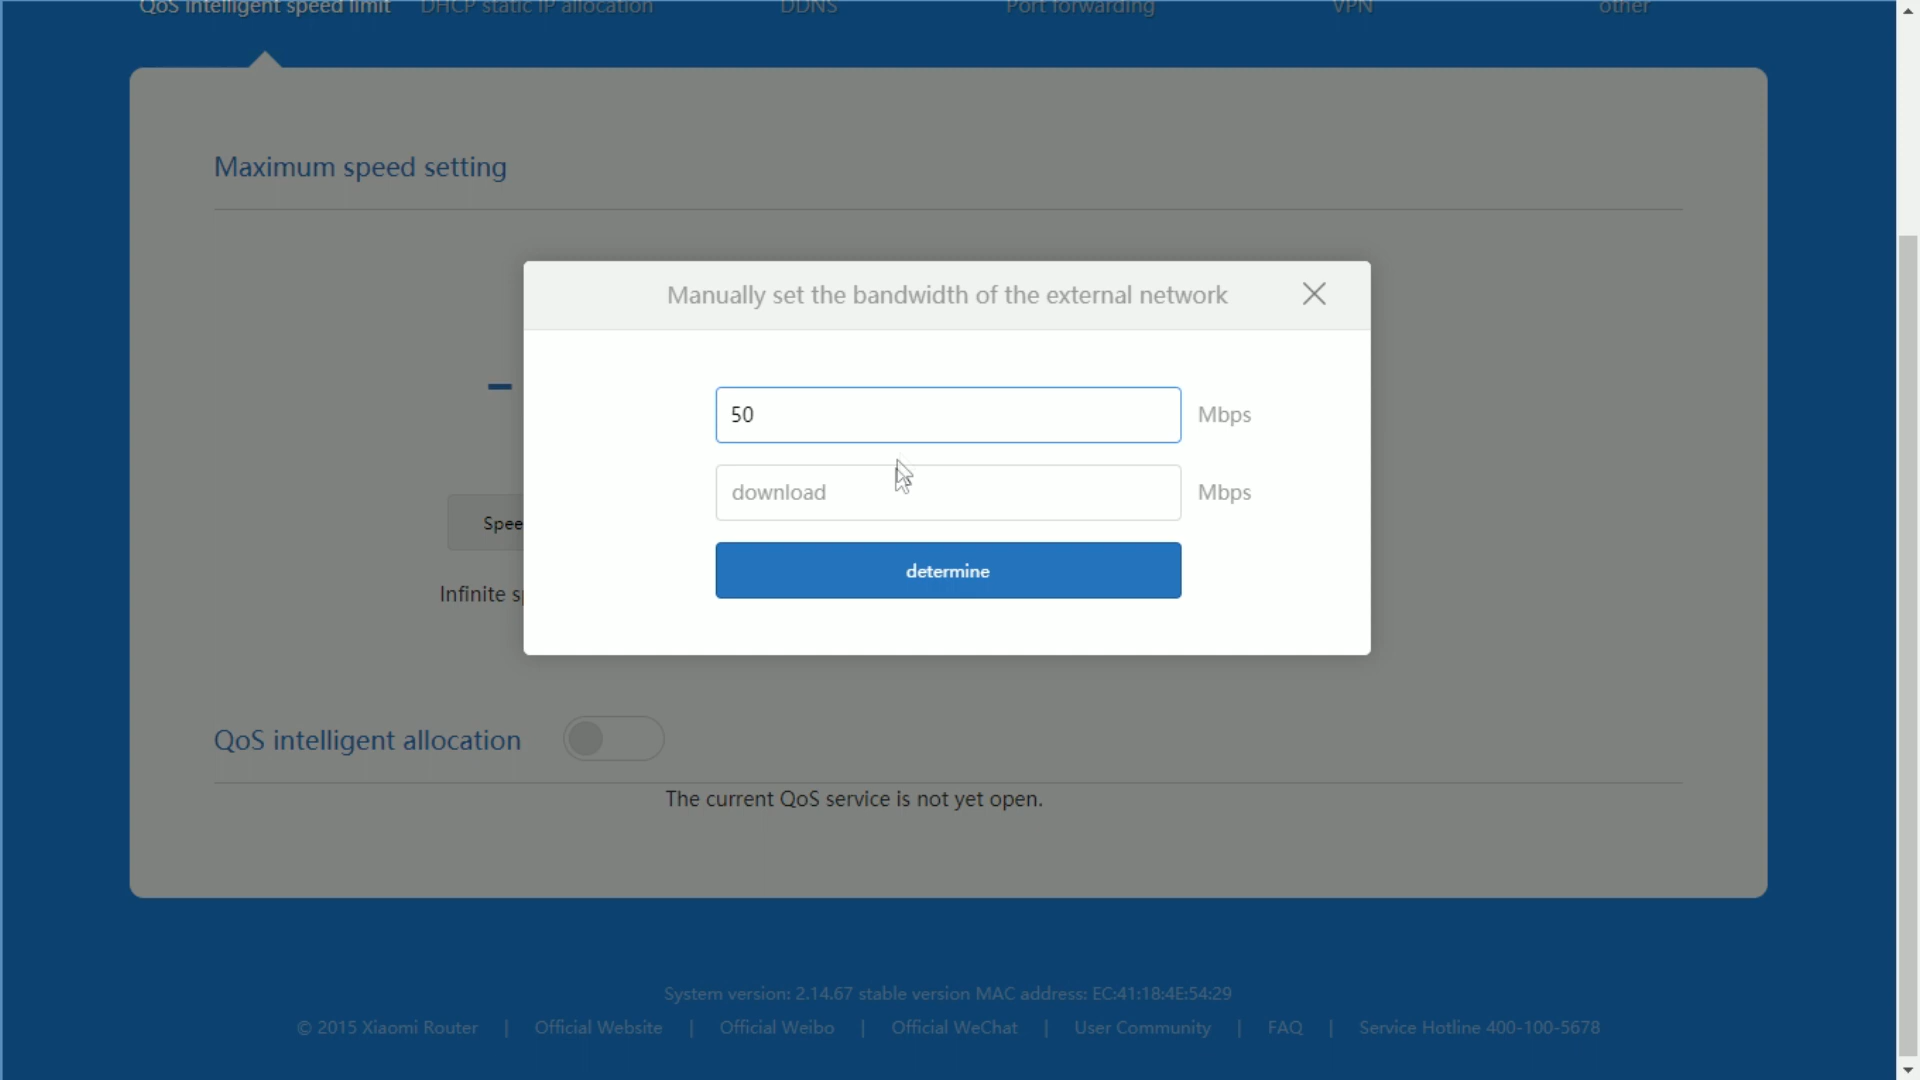 QoS intelligent speed limit DHCP static IP allocation DDNS Port forwarding VPN other
Maximum speed setting
Manually set the bandwidth of the external network
50 Mbps
download Mbps
Spee
determine
Infinite s
QoS intelligent allocation
The current QoS service is not yet open.
System version: 2.14.67 stable version MAC address: EC:41:18:4E:54:29
© 2015 Xiaomi Router | Official Website | Official Weibo | Official WeChat | User Community | FAQ | Service Hotline 400-100-5678